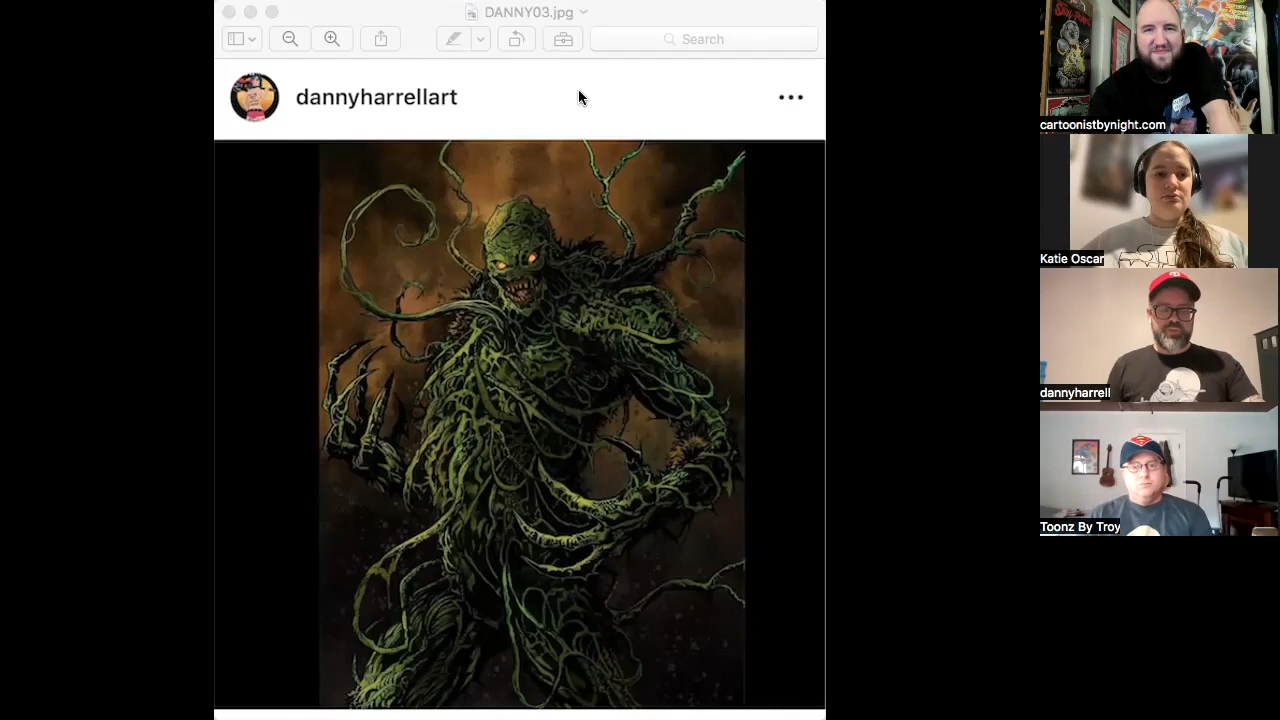 DANNY03.jpg
Search
dannyharrellart
cartoonistbynight.com
Katie Oscar
dannyharrell
Toonz By Troy